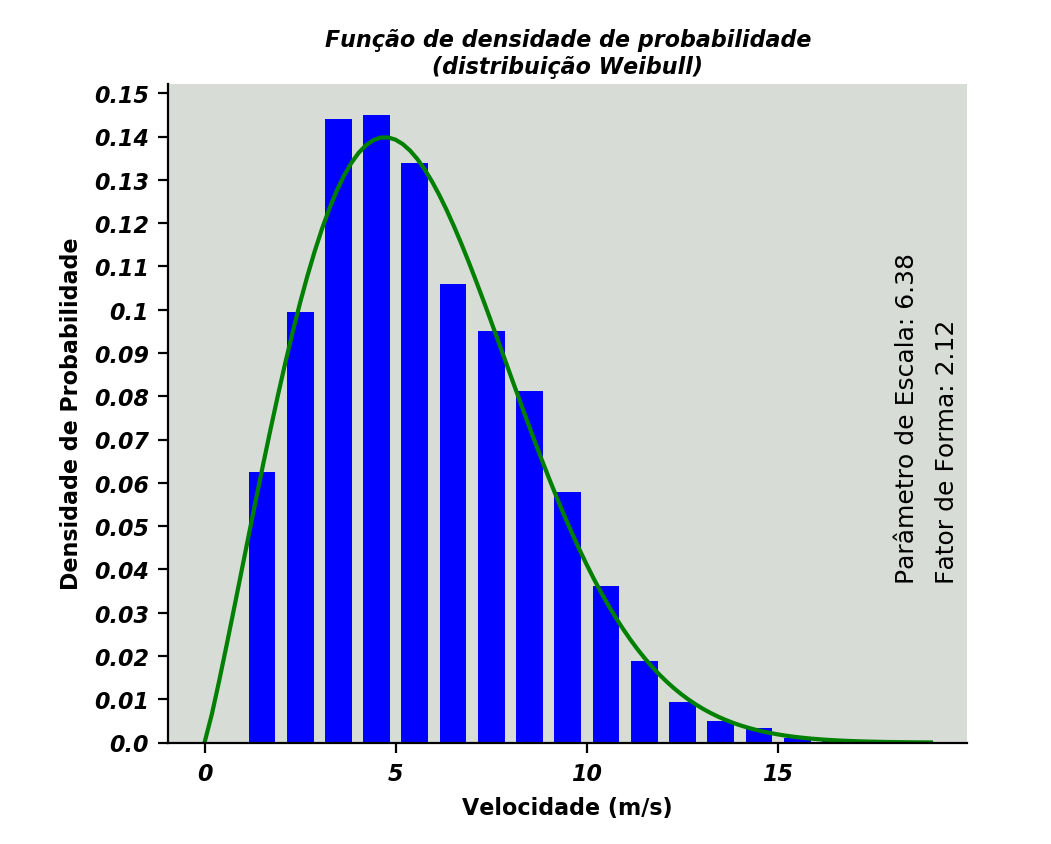 Função de densidade de probabilidade
(distribuição Weibull)
Densidade de Probabilidade
0.15
0.14
0.13
0.12
0.11
0.1
0.09
0.08
0.07
0.06
0.05
0.04
0.03
0.02
0.01
0.0
Parâmetro de Escala: 6.38
Fator de Forma: 2.12
0 5 10 15
Velocidade (m/s)